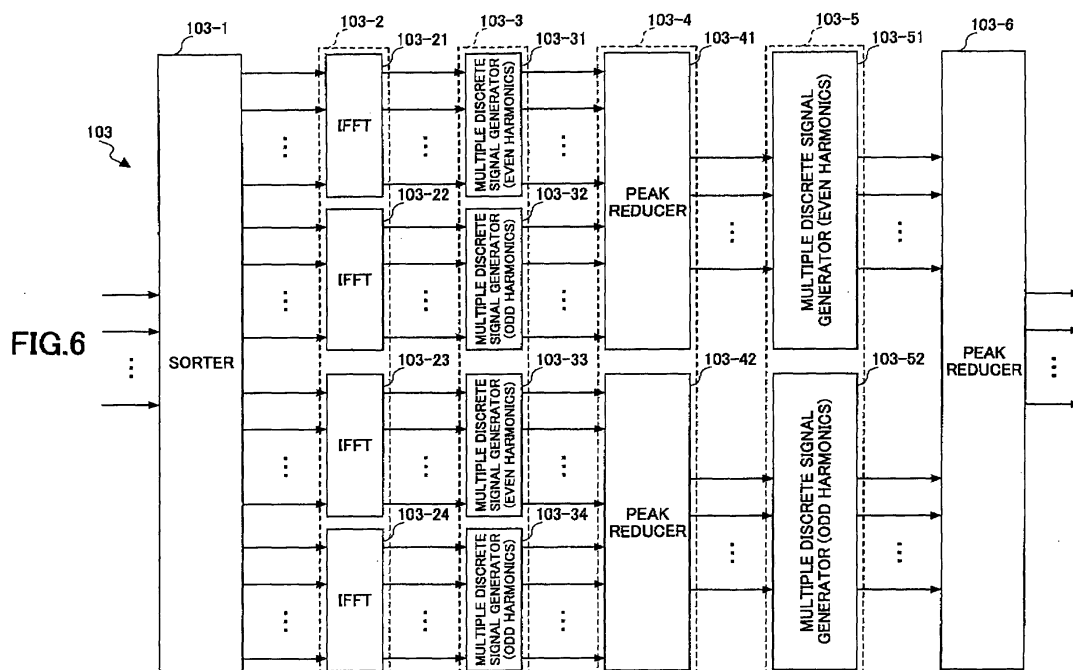 103-1
103-2
103-21
103-3
103-31
103-4
103-41
103-5
103-51
103-6
103
FIG.6
SORTER
IFFT
103-22
IFFT
103-23
IFFT
103-24
IFFT
MULTIPLE DISCRETE
SIGNAL GENERATOR
(EVEN HARMONICS)
103-32
MULTIPLE DISCRETE
SIGNAL GENERATOR
(ODD HARMONICS)
103-33
MULTIPLE DISCRETE
SIGNAL GENERATOR
(EVEN HARMONICS)
103-34
MULTIPLE DISCRETE
SIGNAL GENERATOR
(ODD HARMONICS)
PEAK
REDUCER
103-42
PEAK
REDUCER
MULTIPLE DISCRETE SIGNAL
GENERATOR (EVEN HARMONICS)
103-52
MULTIPLE DISCRETE SIGNAL
GENERATOR (ODD HARMONICS)
PEAK
REDUCER